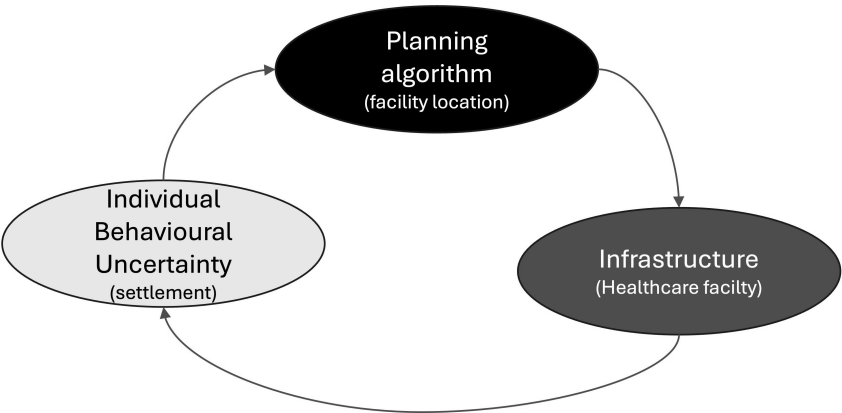 Planning
algorithm
(facility location)
Individual
Behavioural
Uncertainty
(settlement)
Infrastructure
(Healthcare facilty)